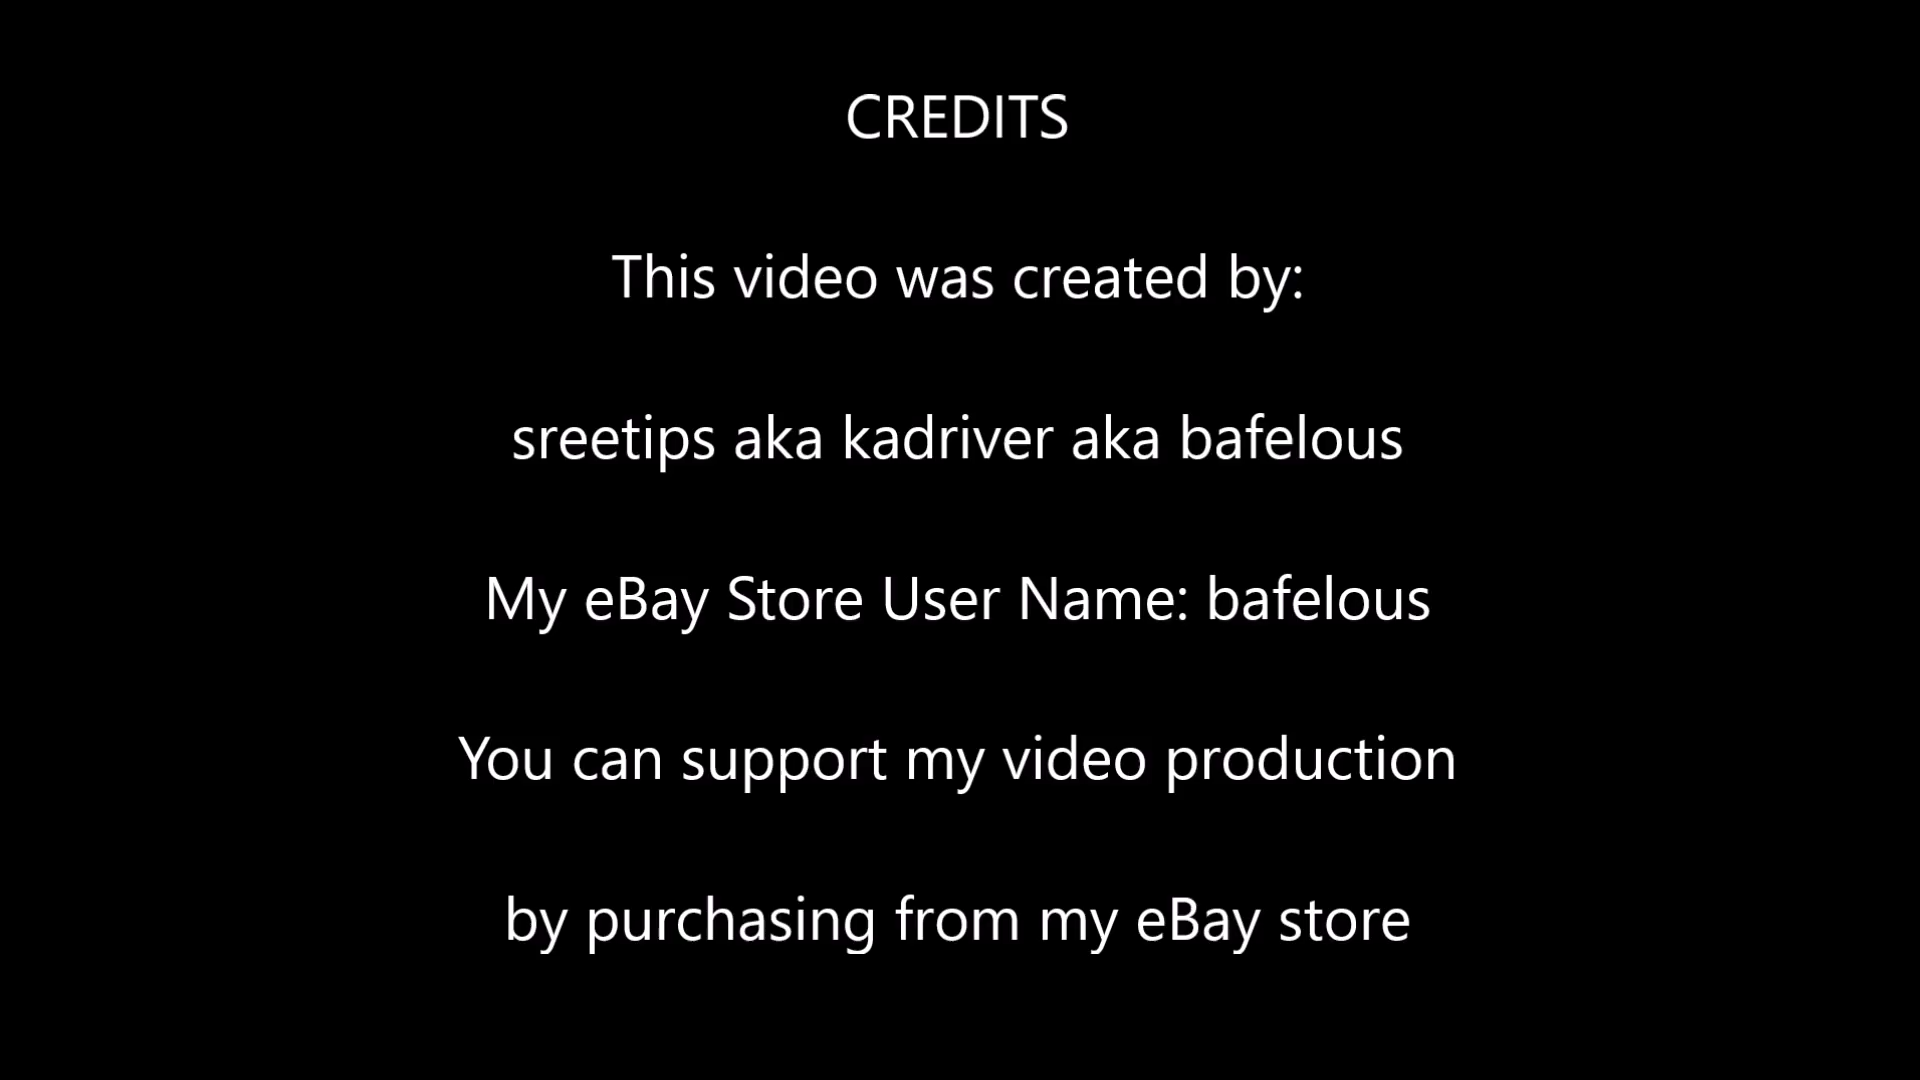 CREDITS
This video was created by:
sreetips aka kadriver aka bafelous
My eBay Store User Name: bafelous
You can support my video production
by purchasing from my eBay store